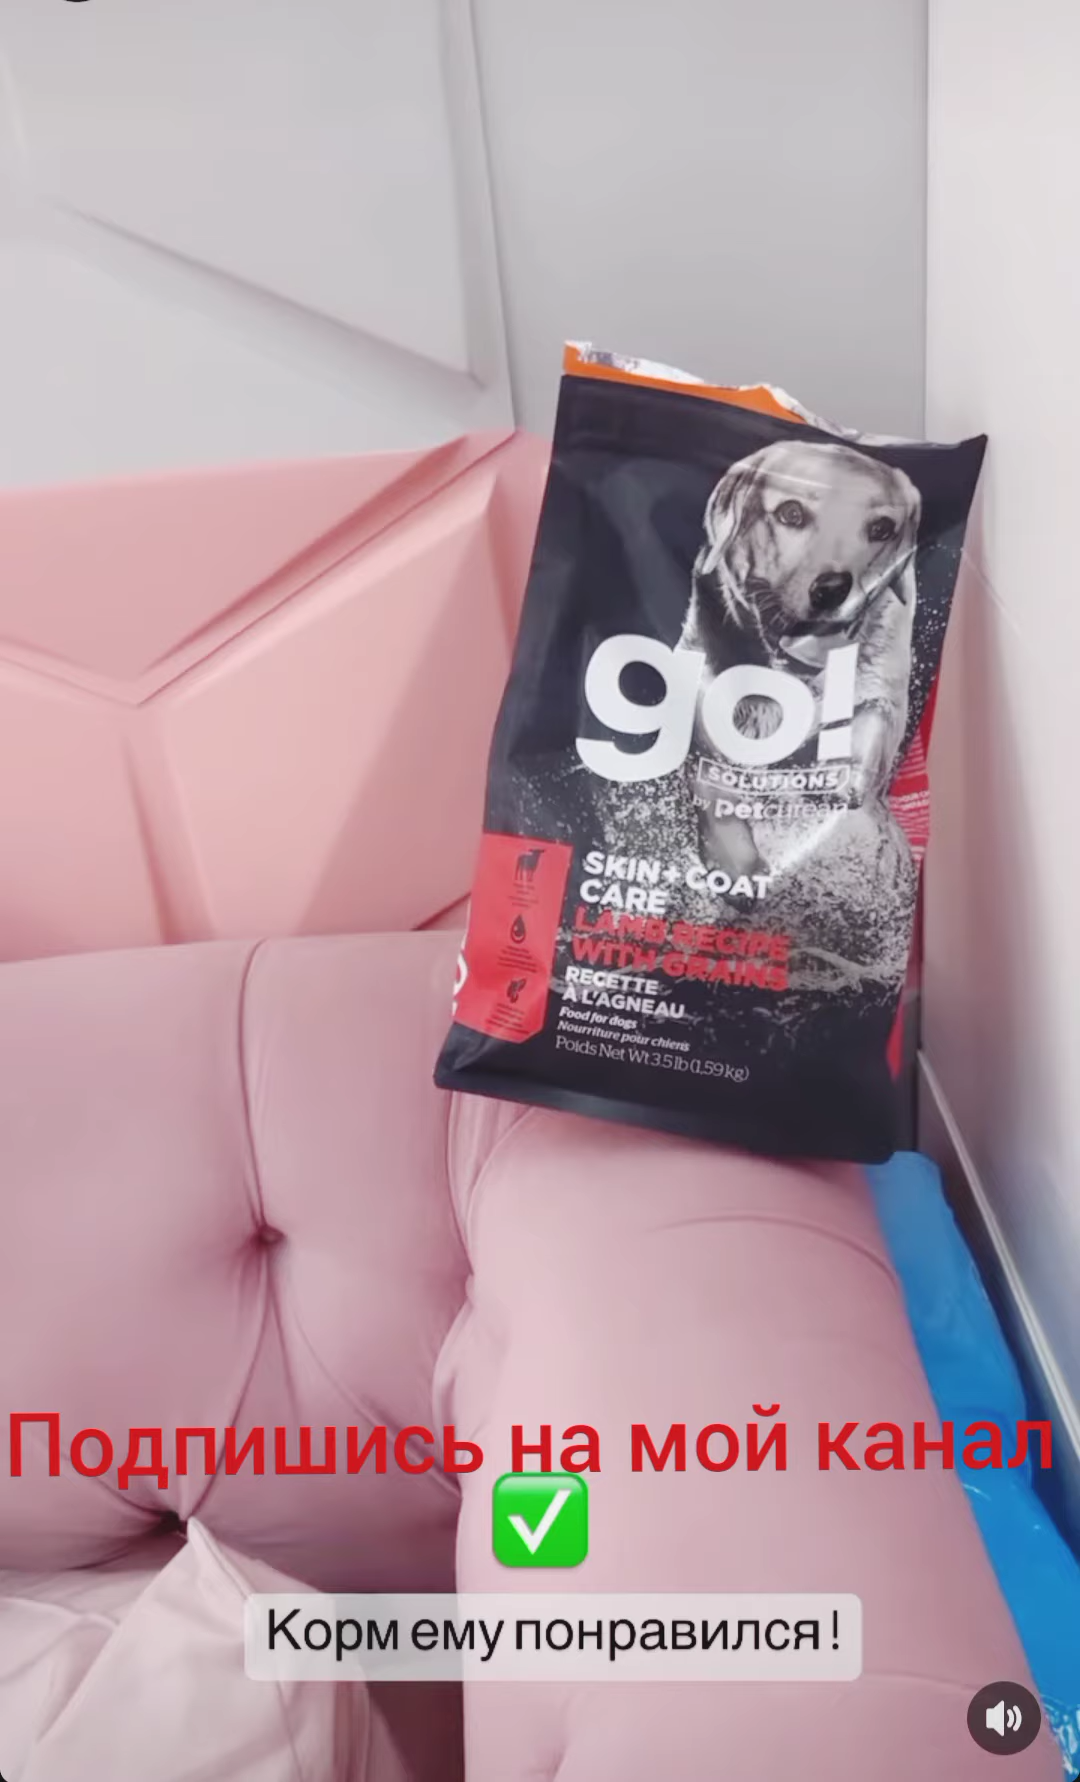 go!
SOLUTIONS
by petcurean
SKIN + COAT
CARE
LAMB RECIPE
WITH GRAINS
RECETTE
À L'AGNEAU
Food for dogs
Nourriture pour chiens
Poids Net Wt 3.5 lb (1.59 kg)
Подпишись на мой канал
✅
Корм ему понравился!